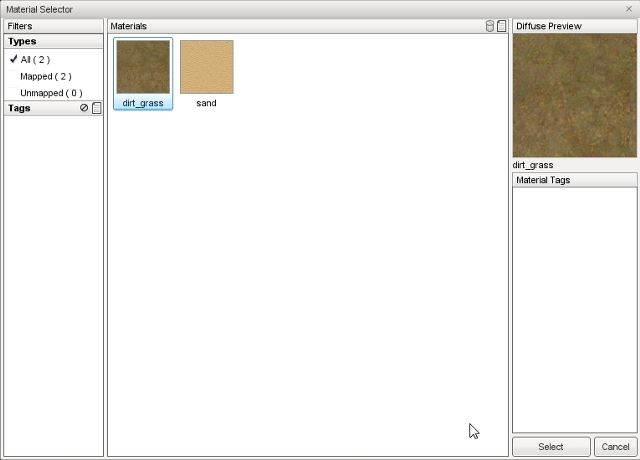 Material Selector
Filters
Types
All ( 2 )
Mapped ( 2 )
Unmapped ( 0 )
Tags
Materials
dirt_grass
sand
Diffuse Preview
dirt_grass
Material Tags
Select
Cancel